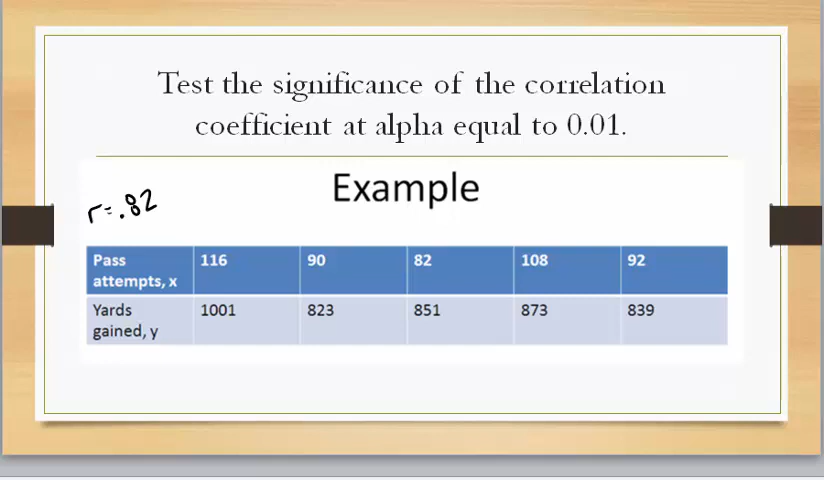 Test the significance of the correlation
coefficient at alpha equal to 0.01.
Example
r=.82
Pass attempts, x 116 90 82 108 92
Yards gained, y 1001 823 851 873 839